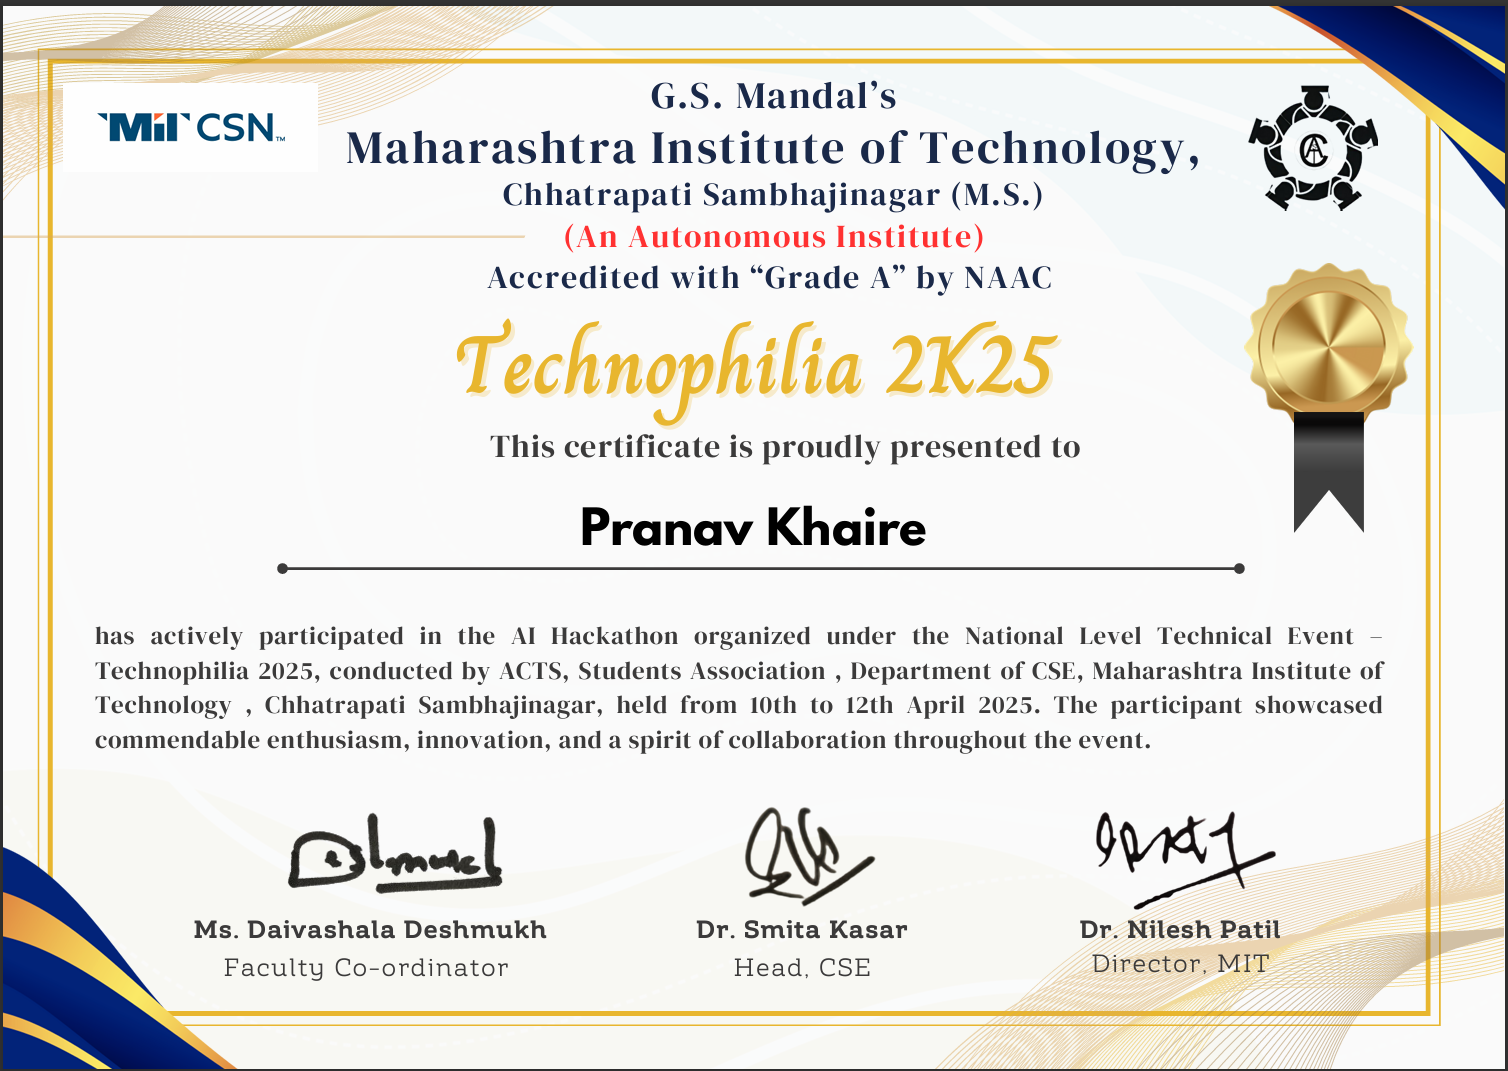 MIT CSN™
G.S. Mandal's
Maharashtra Institute of Technology,
Chhatrapati Sambhajinagar (M.S.)
(An Autonomous Institute)
Accredited with “Grade A” by NAAC
Technophilia 2K25
This certificate is proudly presented to
Pranav Khaire
has actively participated in the AI Hackathon organized under the National Level Technical Event –
Technophilia 2025, conducted by ACTS, Students Association , Department of CSE, Maharashtra Institute of
Technology , Chhatrapati Sambhajinagar, held from 10th to 12th April 2025. The participant showcased
commendable enthusiasm, innovation, and a spirit of collaboration throughout the event.
Ms. Daivashala Deshmukh
Faculty Co-ordinator
Dr. Smita Kasar
Head, CSE
Dr. Nilesh Patil
Director, MIT